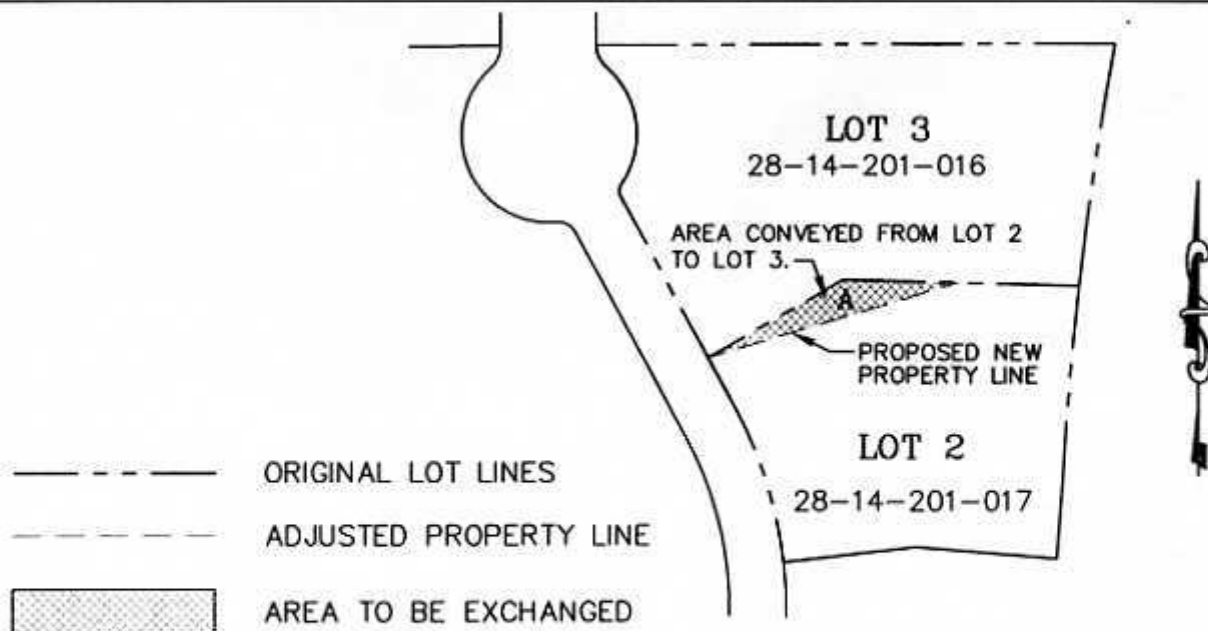 LOT 3
28-14-201-016
AREA CONVEYED FROM LOT 2
TO LOT 3.
A
PROPOSED NEW
PROPERTY LINE
LOT 2
28-14-201-017
ORIGINAL LOT LINES
ADJUSTED PROPERTY LINE
AREA TO BE EXCHANGED